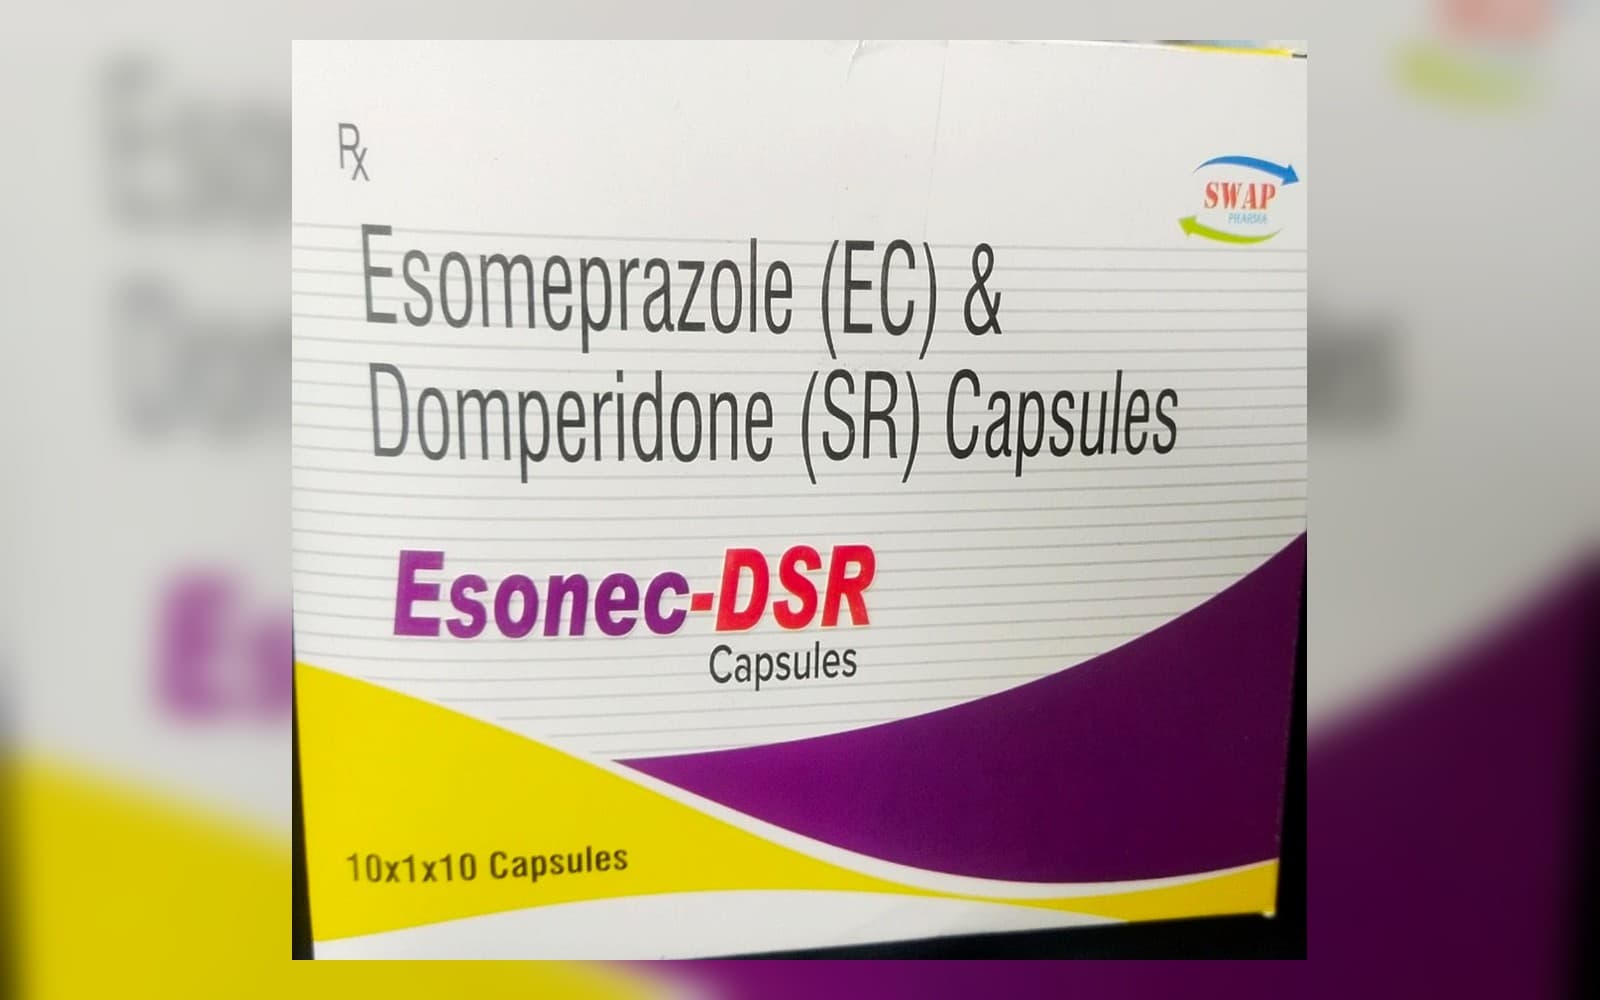 Rx
SWAP
PHARMA
Esomeprazole (EC) &
Domperidone (SR) Capsules
Esonec-DSR
Capsules
10x1x10 Capsules